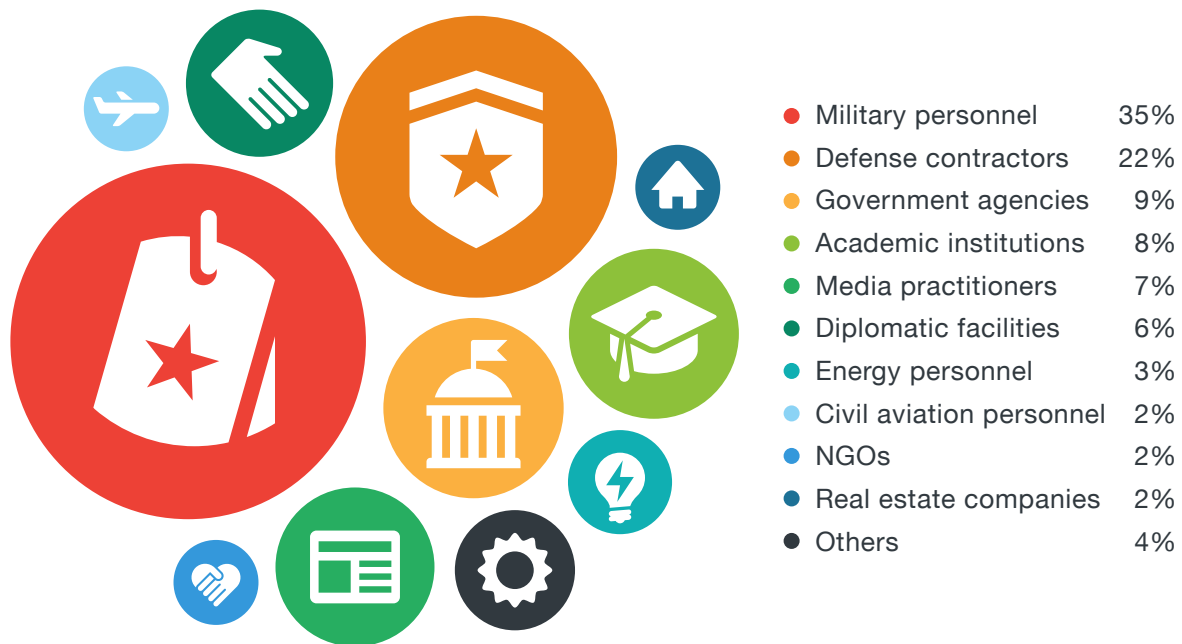 Military personnel 35%
Defense contractors 22%
Government agencies 9%
Academic institutions 8%
Media practitioners 7%
Diplomatic facilities 6%
Energy personnel 3%
Civil aviation personnel 2%
NGOs 2%
Real estate companies 2%
Others 4%